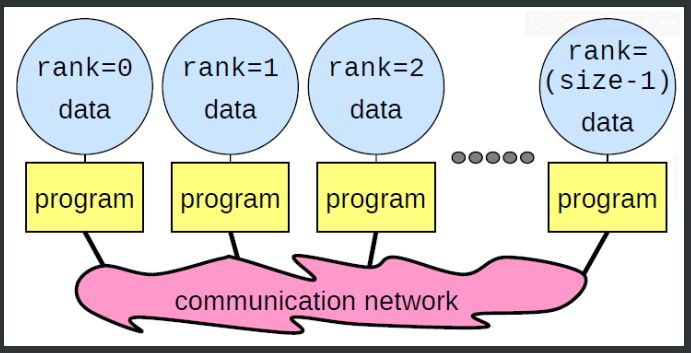 rank=0
data
rank=1
data
rank=2
data
rank=
(size-1)
data
program
program
program
program
communication network